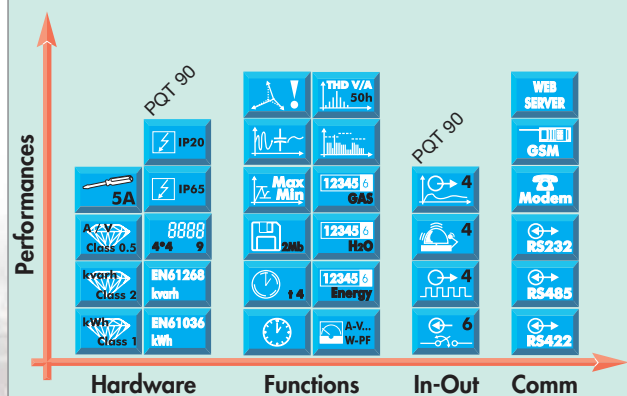 Performances
PQT 90
PQT 90
5A
IP20
IP65
A / V
Class 0.5
8888
4*4 9
kvarh
Class 2
EN61268
kvarh
kWh
Class 1
EN61036
kWh
!
THD V/A
50h
Max
Min
12345 6
GAS
2Mb
12345 6
H2O
↑4
12345 6
Energy
A-V...
W-PF
4
4
4
6
WEB
SERVER
GSM
Modem
RS232
RS485
RS422
Hardware
Functions
In-Out
Comm